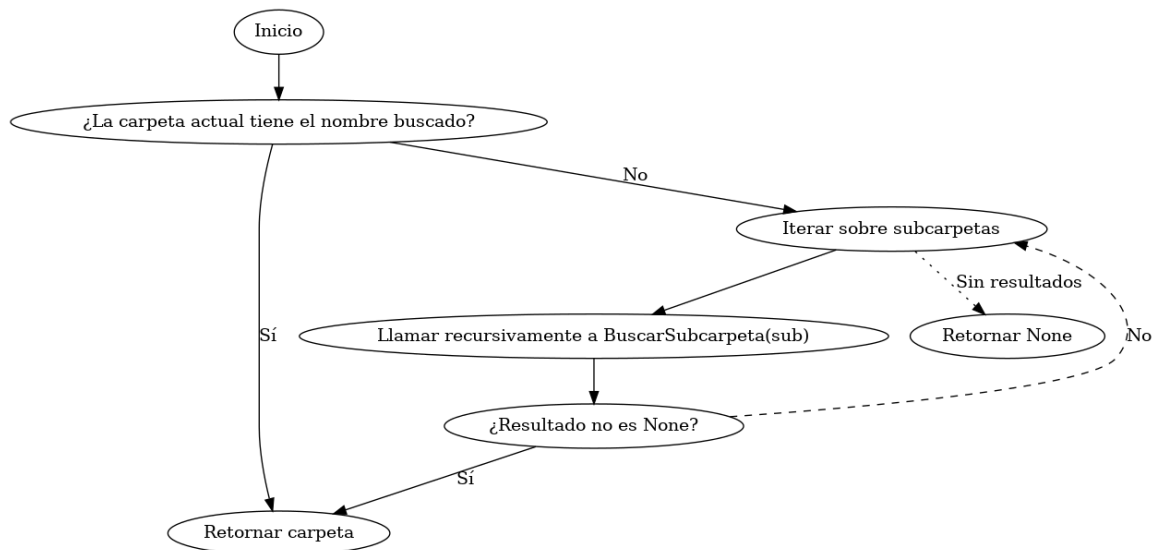 Inicio
¿La carpeta actual tiene el nombre buscado?
No
Iterar sobre subcarpetas
Sin resultados
Sí
Llamar recursivamente a BuscarSubcarpeta(sub)
Retornar None
No
¿Resultado no es None?
Sí
Retornar carpeta